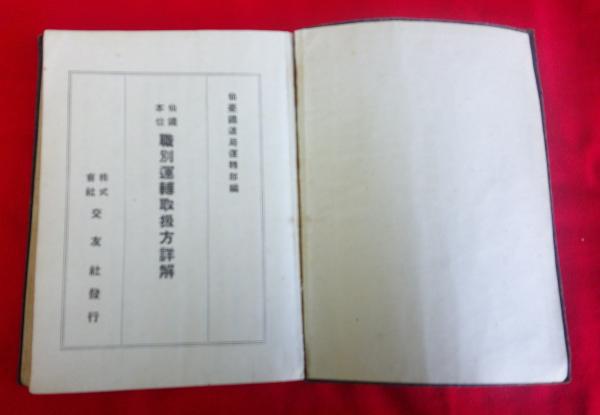 仙臺鐵道局運轉部編
仙鐵
本位
職別運轉取扱方詳解
株式
會社
交友社發行